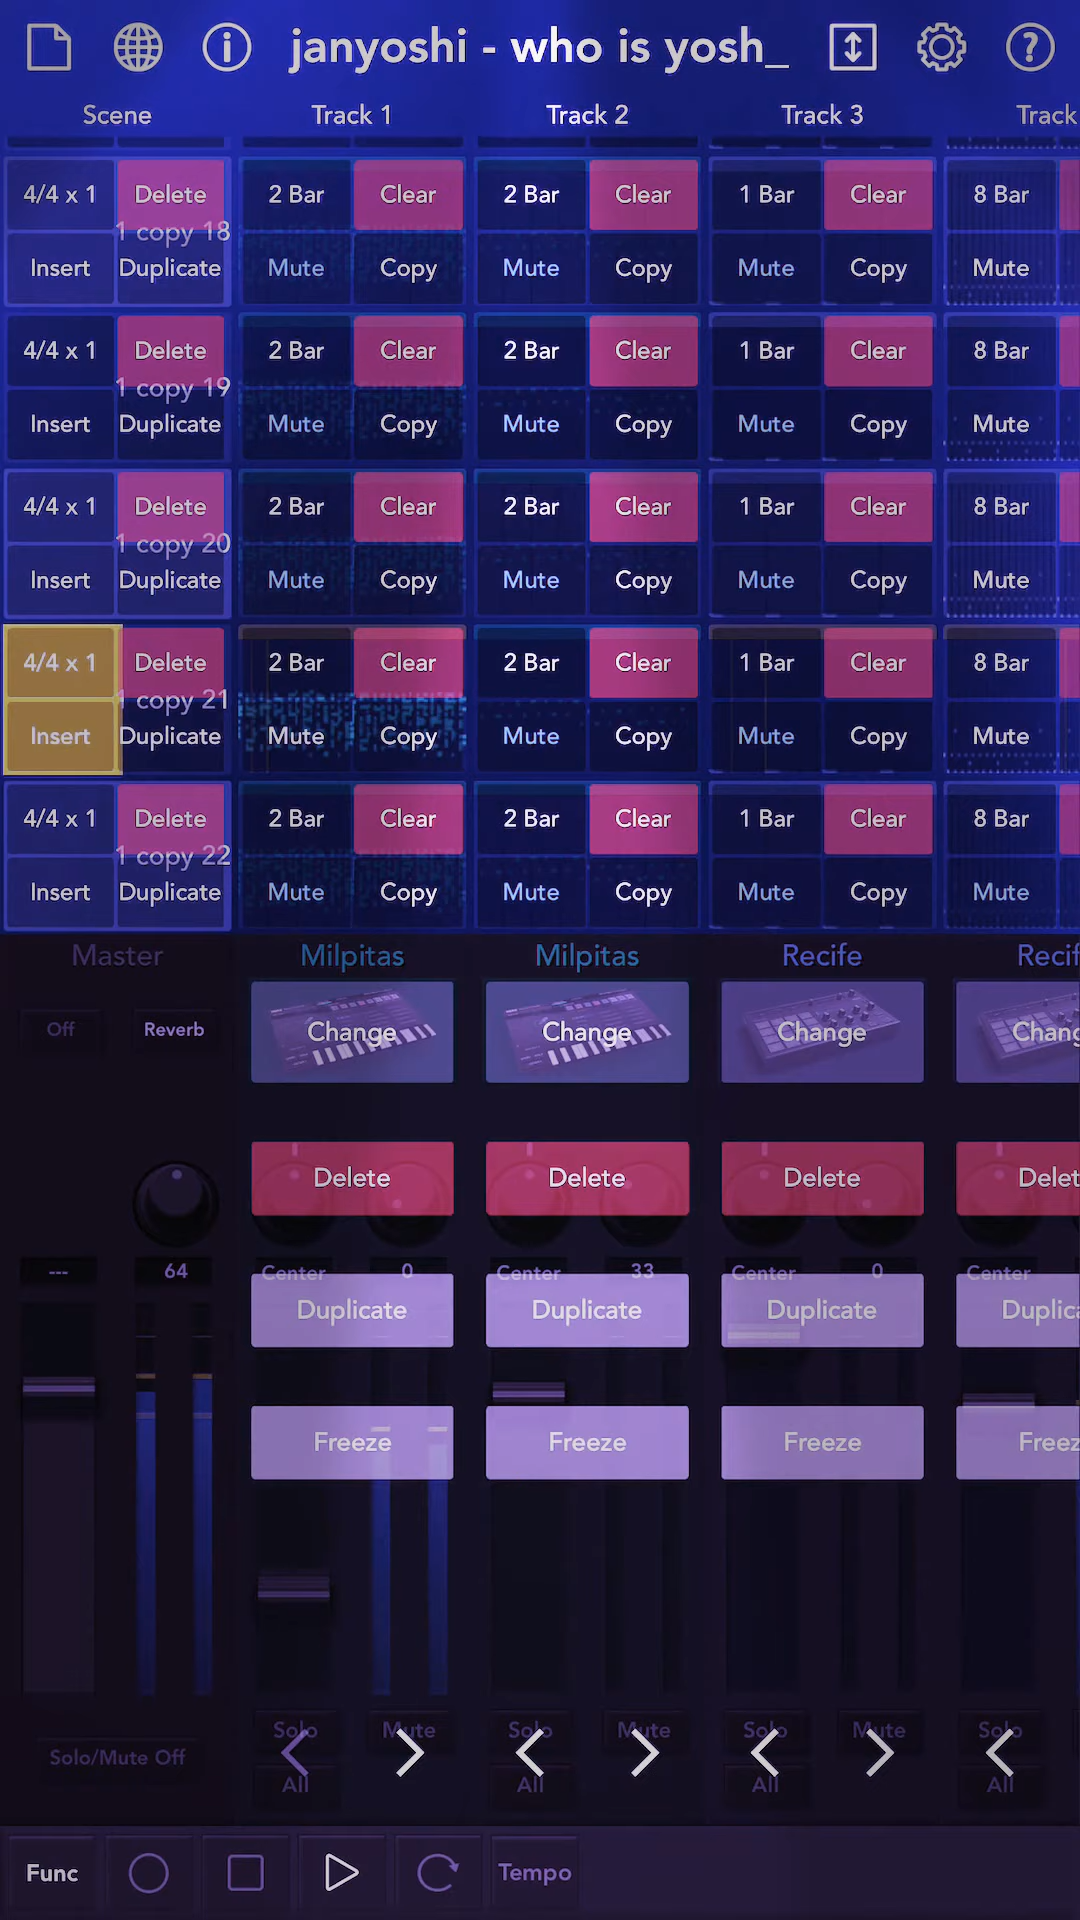 janyoshi - who is yosh_
Scene Track 1 Track 2 Track 3 Track
4/4 x 1 Delete 2 Bar Clear 2 Bar Clear 1 Bar Clear 8 Bar
1 copy 18
Insert Duplicate Mute Copy Mute Copy Mute Copy Mute
4/4 x 1 Delete 2 Bar Clear 2 Bar Clear 1 Bar Clear 8 Bar
1 copy 19
Insert Duplicate Mute Copy Mute Copy Mute Copy Mute
4/4 x 1 Delete 2 Bar Clear 2 Bar Clear 1 Bar Clear 8 Bar
1 copy 20
Insert Duplicate Mute Copy Mute Copy Mute Copy Mute
4/4 x 1 Delete 2 Bar Clear 2 Bar Clear 1 Bar Clear 8 Bar
1 copy 21
Insert Duplicate Mute Copy Mute Copy Mute Copy Mute
4/4 x 1 Delete 2 Bar Clear 2 Bar Clear 1 Bar Clear 8 Bar
1 copy 22
Insert Duplicate Mute Copy Mute Copy Mute Copy Mute
Master Milpitas Milpitas Recife Recif
Off Reverb Change Change Change Chang
Delete Delete Delete Delet
--- 64 Center 0 Center 33 Center 0 Center
Duplicate Duplicate Duplicate Duplica
Freeze Freeze Freeze Freez
Solo Mute Solo Mute Solo Mute Solo
Solo/Mute Off
All All All All
Func Tempo